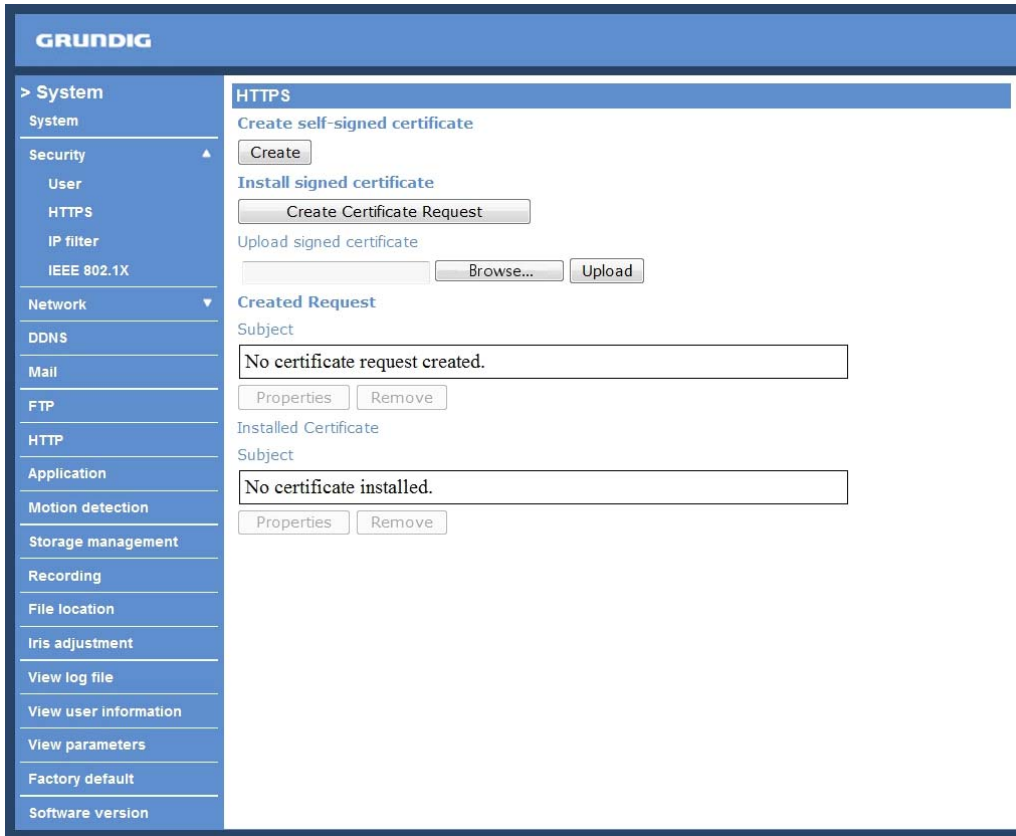 GRUNDIG
> System
System
Security
User
HTTPS
IP filter
IEEE 802.1X
Network
DDNS
Mail
FTP
HTTP
Application
Motion detection
Storage management
Recording
File location
Iris adjustment
View log file
View user information
View parameters
Factory default
Software version
HTTPS
Create self-signed certificate
Create
Install signed certificate
Create Certificate Request
Upload signed certificate
Browse... Upload
Created Request
Subject
No certificate request created.
Properties Remove
Installed Certificate
Subject
No certificate installed.
Properties Remove